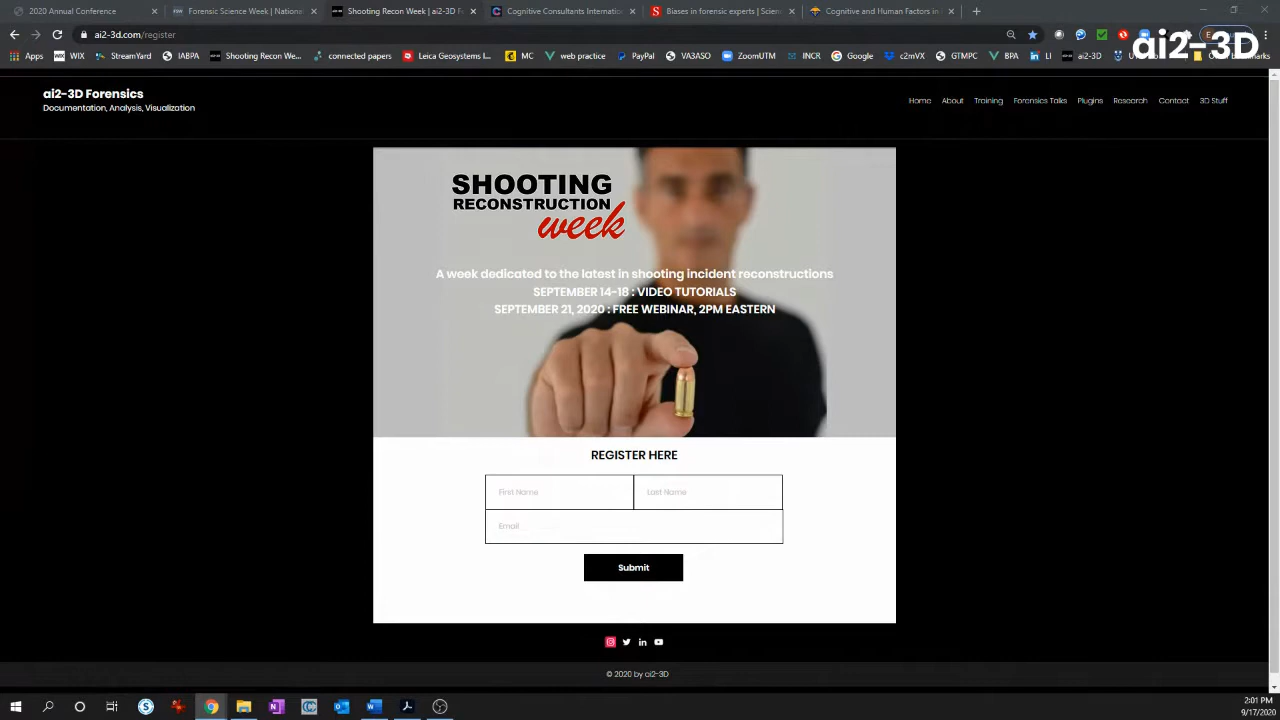 2020 Annual Conference
Forensic Science Week | National
Shooting Recon Week | ai2-3D F
Cognitive Consultants Internatio
Biases in forensic experts | Scien
Cognitive and Human Factors in
ai2-3d.com/register
Apps
WIX
StreamYard
IABPA
Shooting Recon We...
connected papers
Leica Geosystems I...
MC
web practice
PayPal
VA3ASO
ZoomUTM
INCR
Google
c2mVX
GTMPC
BPA
LI
ai2-3D
ai2-3D
ai2-3D Forensics
Documentation, Analysis, Visualization
Home About Training Forensics Talks Plugins Research Contact 3D Stuff
SHOOTING
RECONSTRUCTION
week
A week dedicated to the latest in shooting incident reconstructions
SEPTEMBER 14-18 : VIDEO TUTORIALS
SEPTEMBER 21, 2020 : FREE WEBINAR, 2PM EASTERN
REGISTER HERE
First Name Last Name
Email
Submit
© 2020 by ai2-3D
2:01 PM
9/17/2020